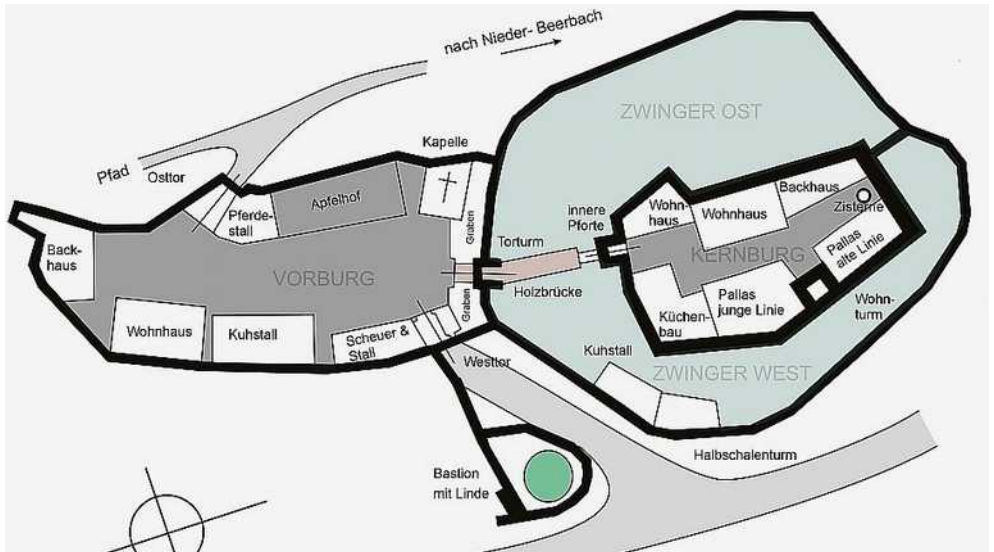 nach Nieder- Beerbach
ZWINGER OST
Kapelle
Pfad
Osttor
Pferde-
stall
Apfelhof
Graben
Backhaus
Zisterne
Wohn-
haus
Wohnhaus
innere
Pforte
Torturm
Back-
haus
VORBURG
KERNBURG
Pallas
alte Linie
Holzbrücke
Graben
Pallas
junge Linie
Wohn-
turm
Küchen-
bau
Wohnhaus
Kuhstall
Scheuer &
Stall
Westtor
Kuhstall
ZWINGER WEST
Halbschalenturm
Bastion
mit Linde